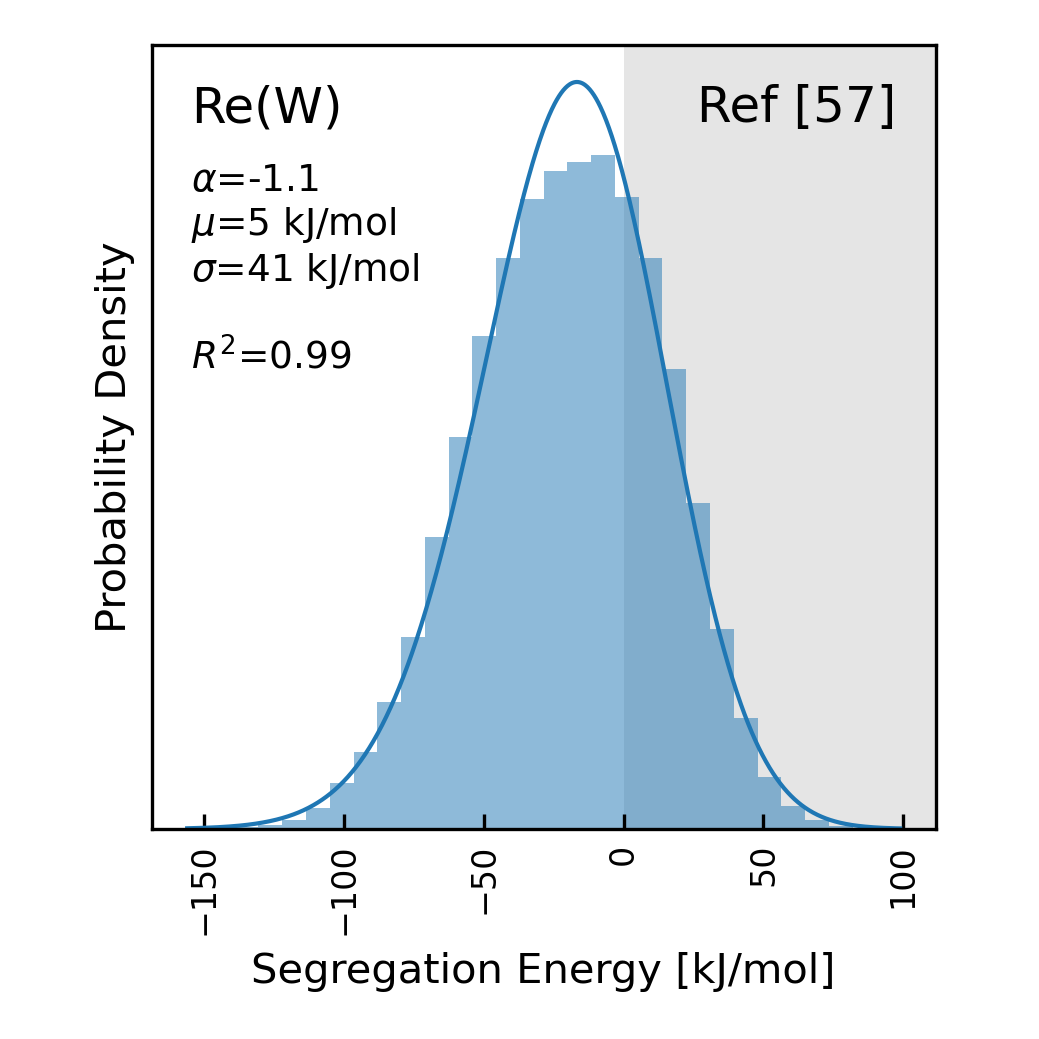 Re(W)
Ref [57]
α=-1.1
μ=5 kJ/mol
σ=41 kJ/mol
R²=0.99
Probability Density
−150
−100
−50
0
50
100
Segregation Energy [kJ/mol]